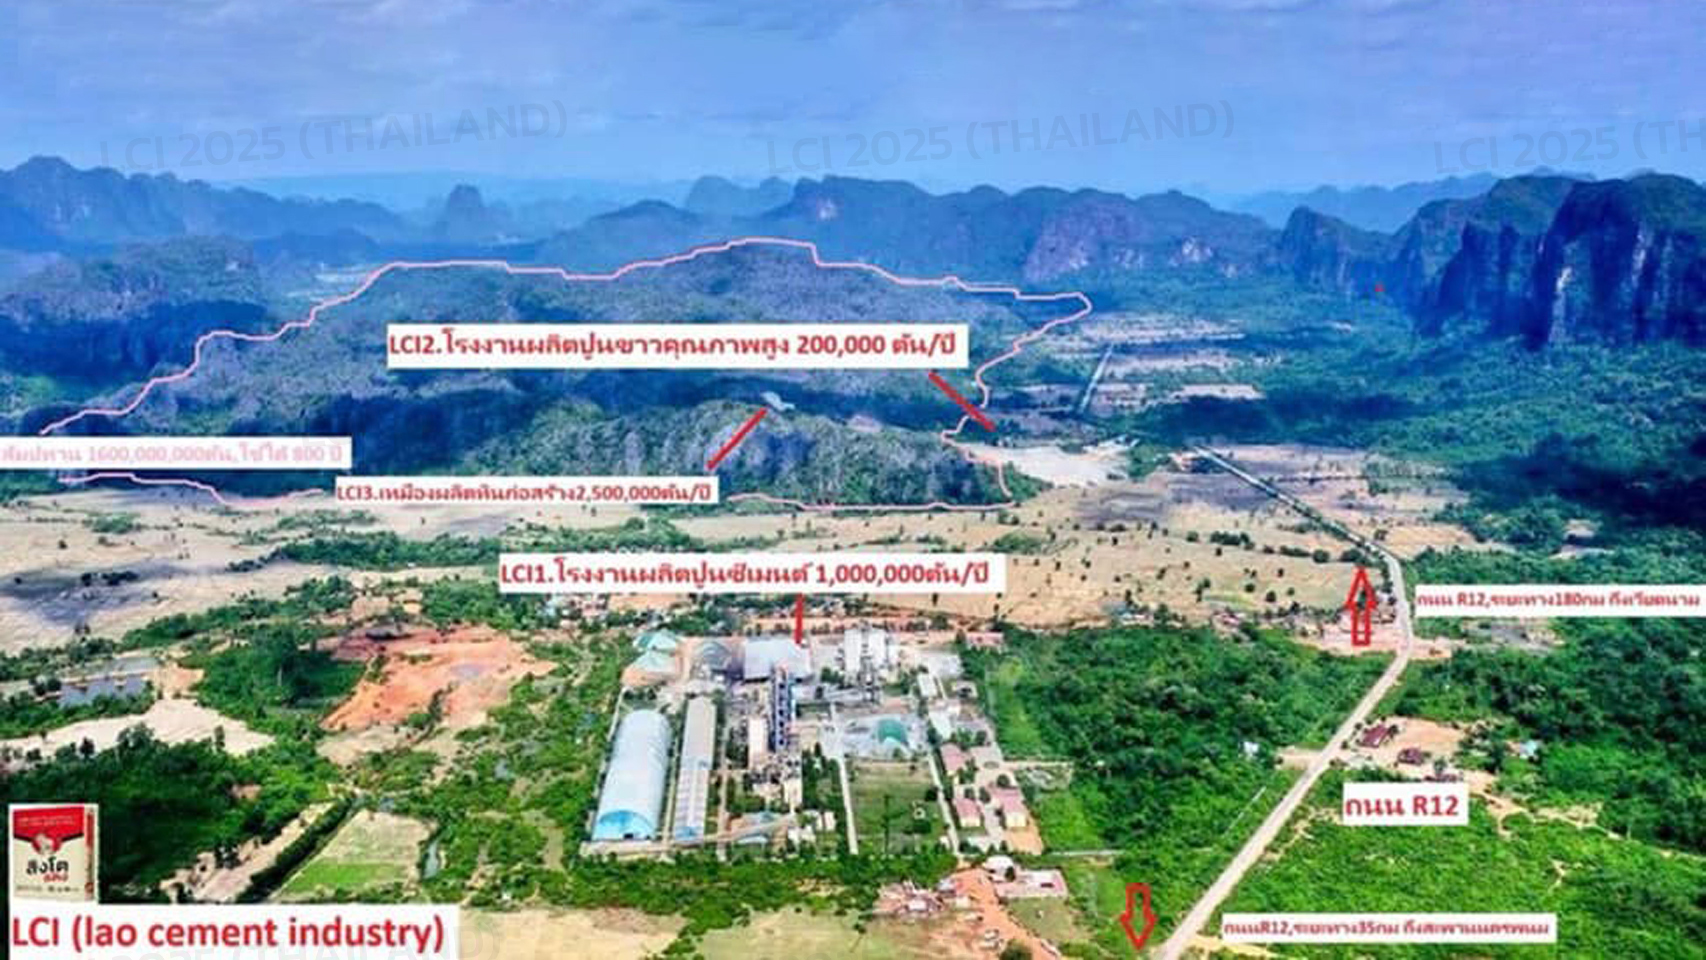 LCI 2025 (THAILAND)
LCI 2025 (THAILAND)
LCI 2025 (TH
LCI2.โรงงานผลิตปูนขาวคุณภาพสูง 200,000 ตัน/ปี
สัมปทาน 1600,000,000ตัน,ใช้ได้ 800 ปี
LCI3.เหมืองผลิตหินก่อสร้าง2,500,000ตัน/ปี
LCI1.โรงงานผลิตปูนซีเมนต์ 1,000,000ตัน/ปี
ถนน R12,ระยะทาง180กม ถึงเวียดนาม
ถนน R12
สิงโต
LCI (lao cement industry)
ถนนR12,ระยะทาง35กม ถึงสะพานนครพนม